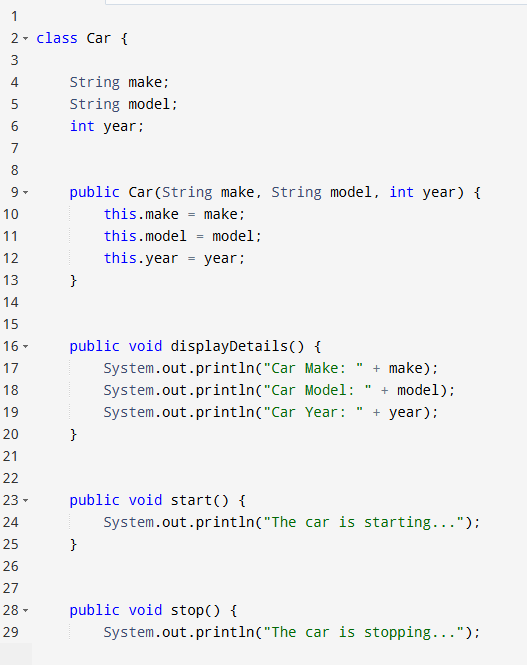 1
2 class Car {
3
4     String make;
5     String model;
6     int year;
7
8
9     public Car(String make, String model, int year) {
10         this.make = make;
11         this.model = model;
12         this.year = year;
13     }
14
15
16     public void displayDetails() {
17         System.out.println("Car Make: " + make);
18         System.out.println("Car Model: " + model);
19         System.out.println("Car Year: " + year);
20     }
21
22
23     public void start() {
24         System.out.println("The car is starting...");
25     }
26
27
28     public void stop() {
29         System.out.println("The car is stopping...");